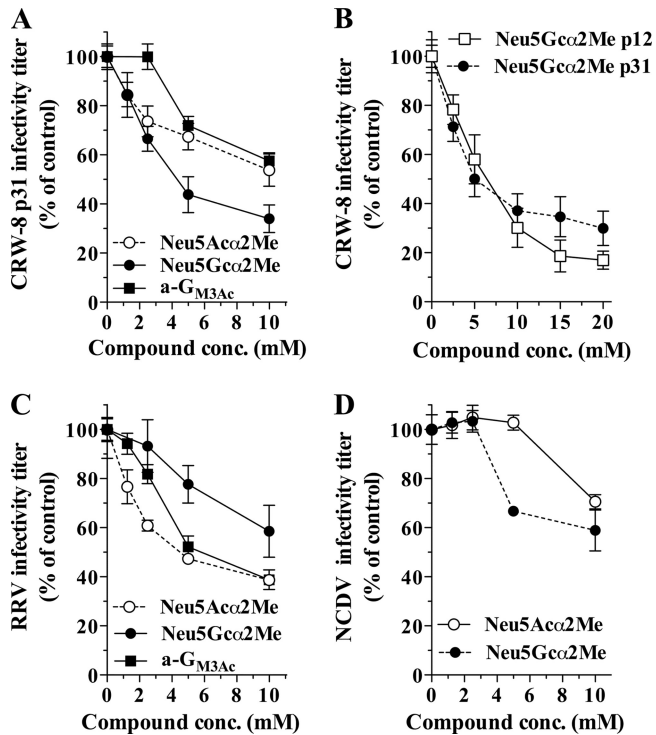 A
CRW-8 p31 infectivity titer
(% of control)
100
80
60
40
20
0
Neu5Acα2Me
Neu5Gcα2Me
a-GM3Ac
0 2 4 6 8 10
Compound conc. (mM)
B
CRW-8 infectivity titer
(% of control)
100
80
60
40
20
0
Neu5Gcα2Me p12
Neu5Gcα2Me p31
0 5 10 15 20
Compound conc. (mM)
C
RRV infectivity titer
(% of control)
100
80
60
40
20
0
Neu5Acα2Me
Neu5Gcα2Me
a-GM3Ac
0 2 4 6 8 10
Compound conc. (mM)
D
NCDV infectivity titer
(% of control)
100
80
60
40
20
0
Neu5Acα2Me
Neu5Gcα2Me
0 2 4 6 8 10
Compound conc. (mM)